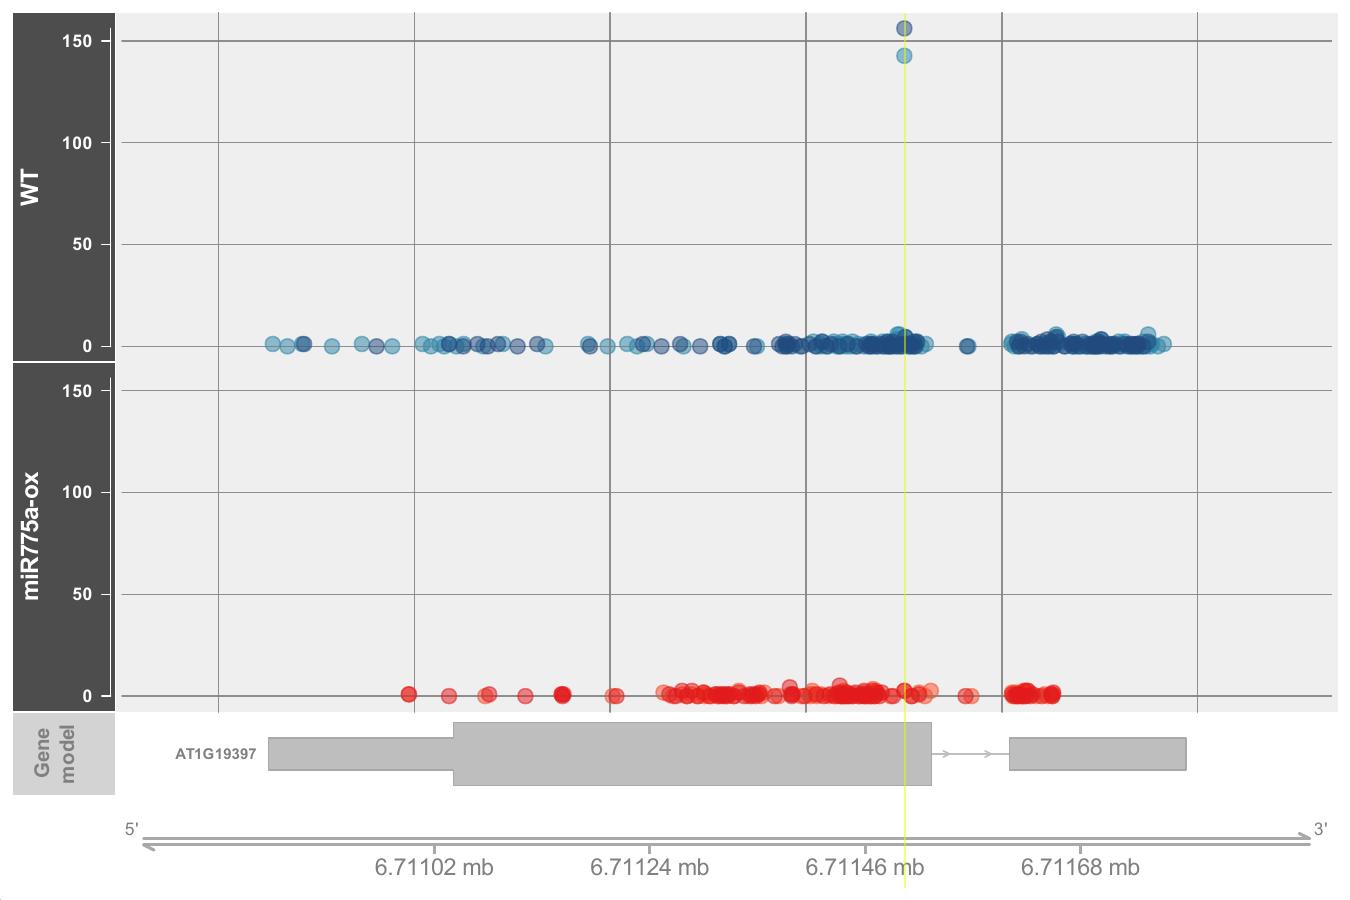 WT
150
100
50
0
miR775a-ox
150
100
50
0
Gene
model
AT1G19397
5'
3'
6.71102 mb
6.71124 mb
6.71146 mb
6.71168 mb